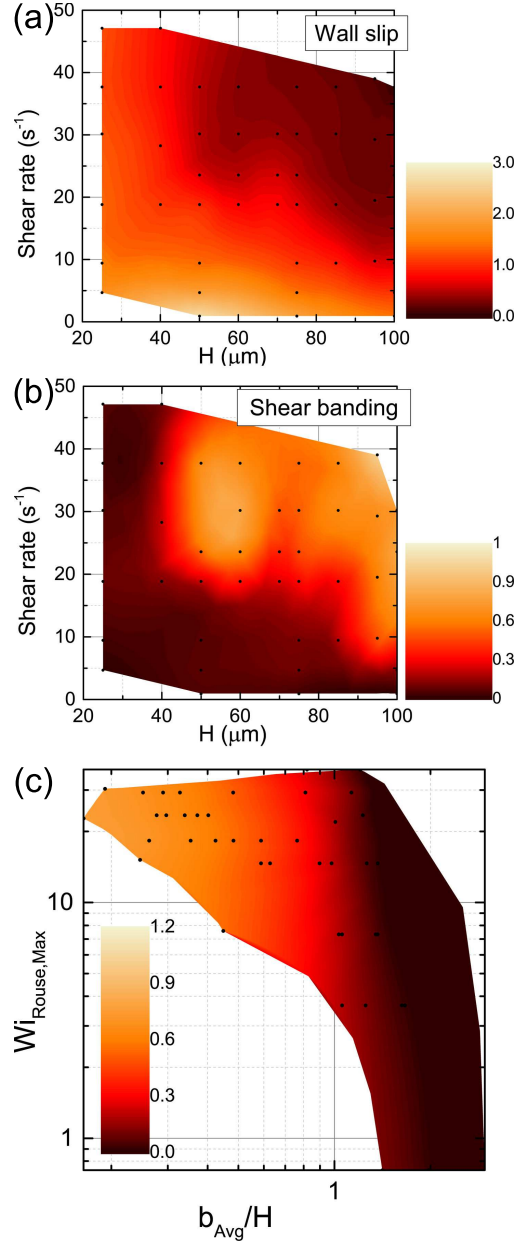 (a)
Wall slip
50
40
30
20
10
0
Shear rate (s⁻¹)
20 40 60 80 100
H (μm)
3.0
2.0
1.0
0.0
(b)
Shear banding
50
40
30
20
10
0
Shear rate (s⁻¹)
20 40 60 80 100
H (μm)
1
0.9
0.6
0.3
0
(c)
10
1
Wi_Rouse,Max
1.2
0.9
0.6
0.3
0.0
1
b_Avg/H